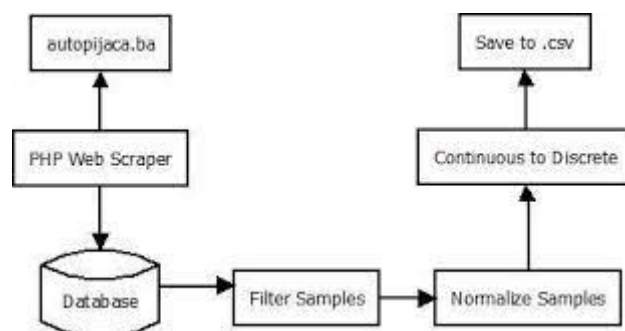 autopijaca.ba
Save to .csv
PHP Web Scraper
Continuous to Discrete
Database
Filter Samples
Normalize Samples